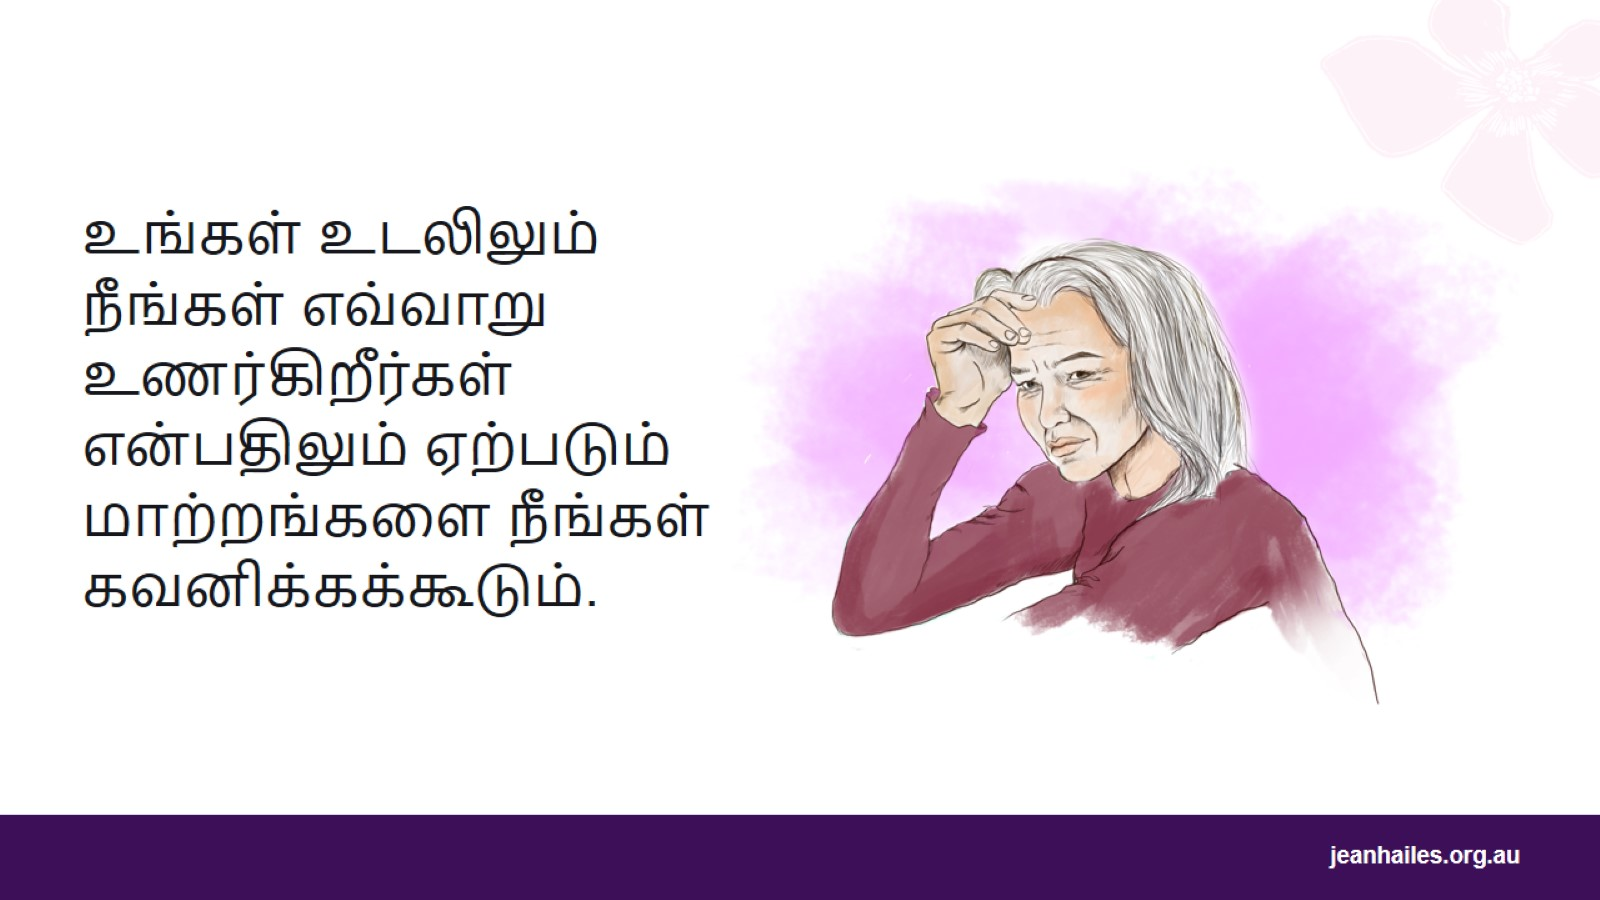 உங்கள் உடலிலும்
நீங்கள் எவ்வாறு
உணர்கிறீர்கள்
என்பதிலும் ஏற்படும்
மாற்றங்களை நீங்கள்
கவனிக்கக்கூடும்.
jeanhailes.org.au